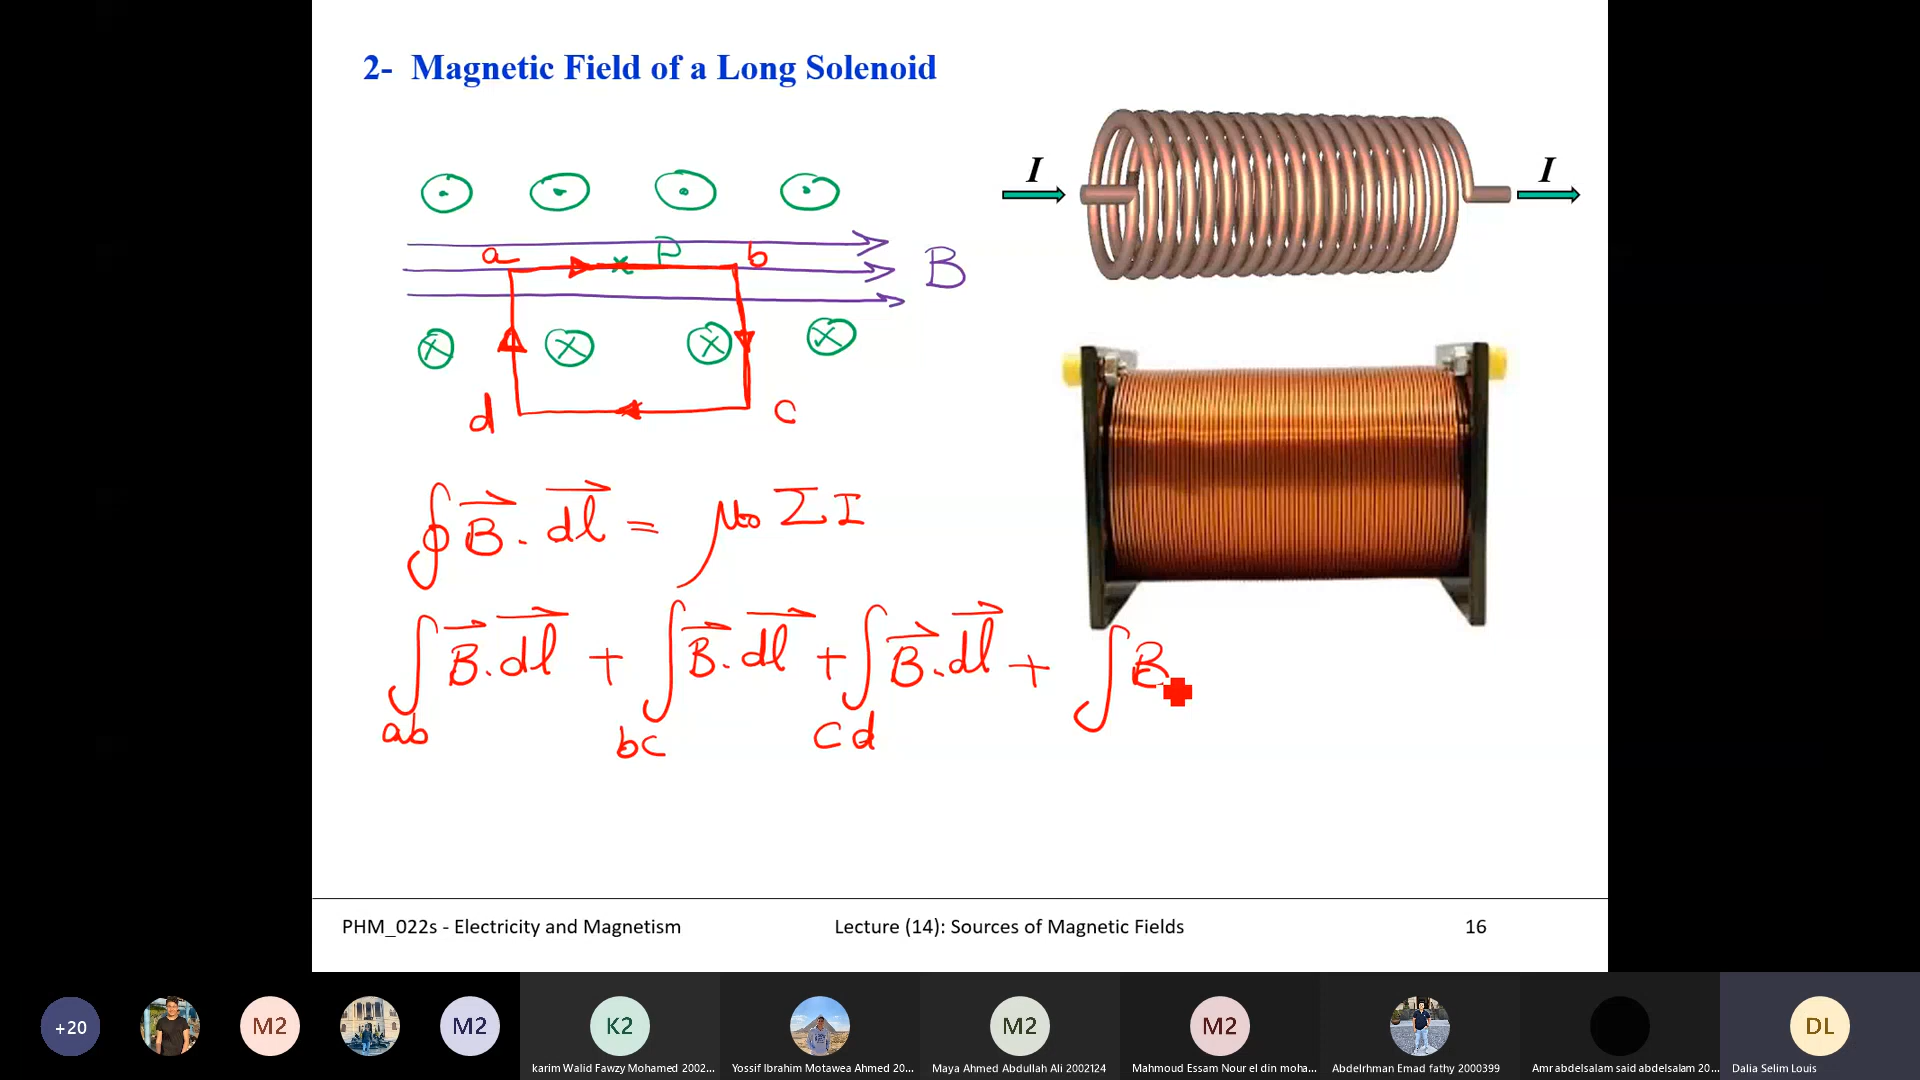 2- Magnetic Field of a Long Solenoid
I I
a P b
B
d c
∮ B⃗ . dl⃗ = μ₀ Σ I
∫ B⃗ . dl⃗ + ∫ B⃗ . dl⃗ + ∫ B⃗ . dl⃗ + ∫ B
ab bc cd
PHM_022s - Electricity and Magnetism Lecture (14): Sources of Magnetic Fields 16
+20 M2 M2 K2 M2 M2 DL
karim Walid Fawzy Mohamed 2002... Yossif Ibrahim Motawea Ahmed 20... Maya Ahmed Abdullah Ali 2002124 Mahmoud Essam Nour el din moha... Abdelrhman Emad fathy 2000399 Amr abdelsalam said abdelsalam 20... Dalia Selim Louis